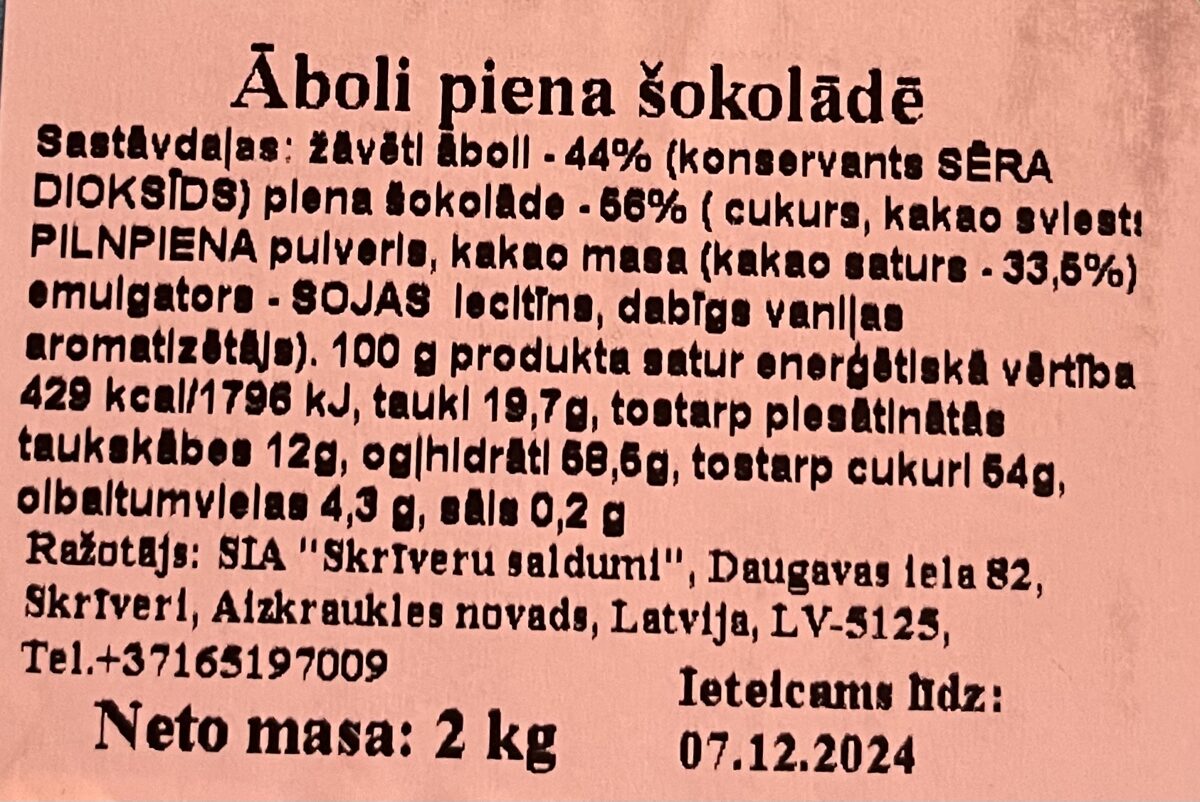 Āboli piena šokolādē
Sastāvdaļas: žāvēti āboli - 44% (konservants SĒRA
DIOKSĪDS) piena šokolāde - 56% ( cukurs, kakao sviests
PILNPIENA pulveris, kakao masa (kakao saturs - 33,5%)
emulgators - SOJAS lecitīns, dabīgs vaniļas
aromatizētājs). 100 g produkta satur enerģētiskā vērtība
429 kcal/1796 kJ, tauki 19,7g, tostarp piesātinātās
taukskābes 12g, ogļhidrāti 58,5g, tostarp cukuri 54g,
olbaltumvielas 4,3 g, sāls 0,2 g
Ražotājs: SIA "Skrīveru saldumi", Daugavas iela 82,
Skrīveri, Aizkraukles novads, Latvija, LV-5125,
Tel.+37165197009
Neto masa: 2 kg
Ieteicams līdz:
07.12.2024